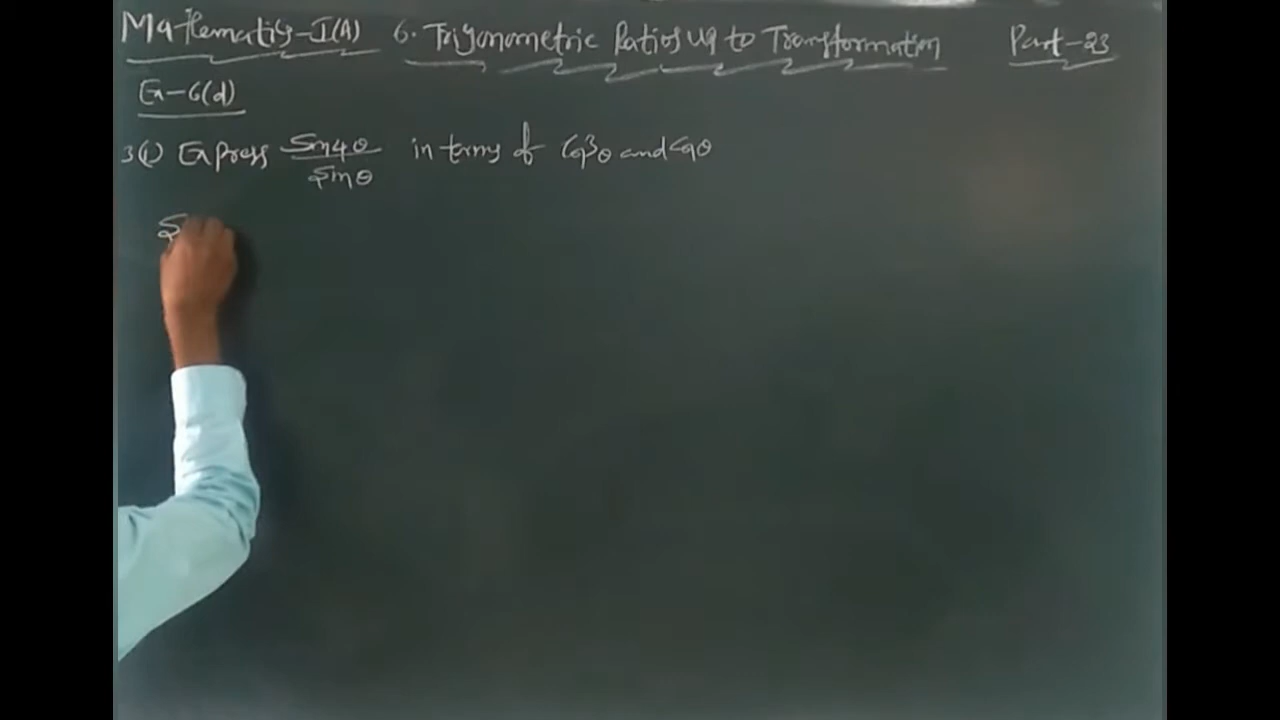 Mathematics-I(A) 6. Trigonometric Ratios up to Transformation Part-23
Ex-6(d)
3(i) Express sin4θ/sinθ in terms of cos³θ and cosθ
S